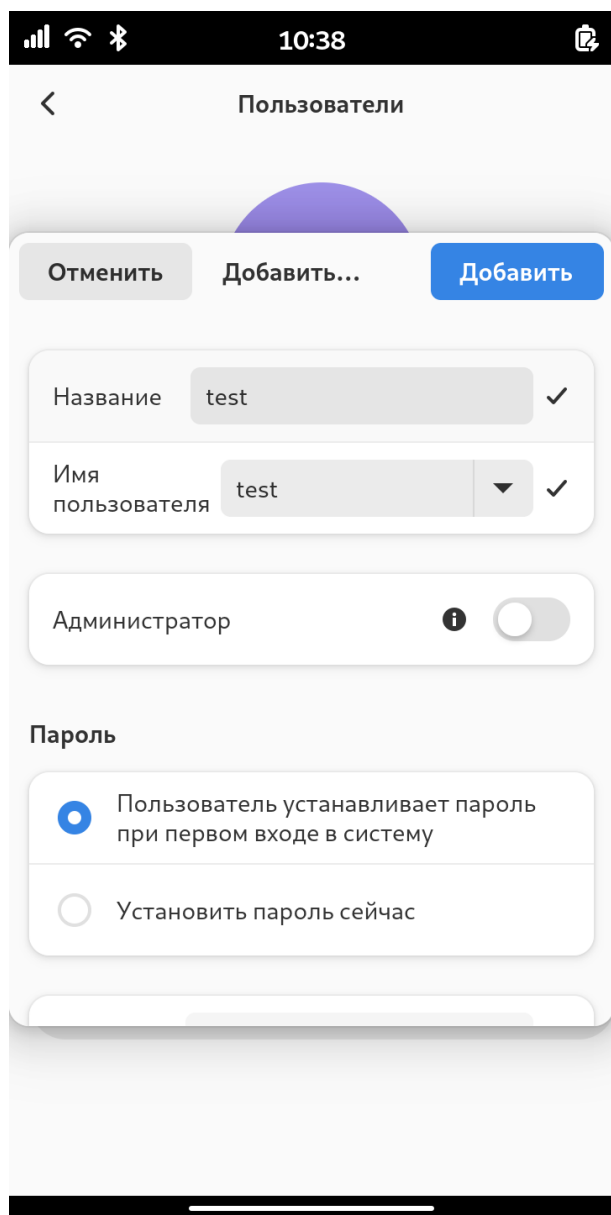 10:38
Пользователи
Отменить
Добавить...
Добавить
Название
test
Имя
пользователя
test
Администратор
Пароль
Пользователь устанавливает пароль
при первом входе в систему
Установить пароль сейчас